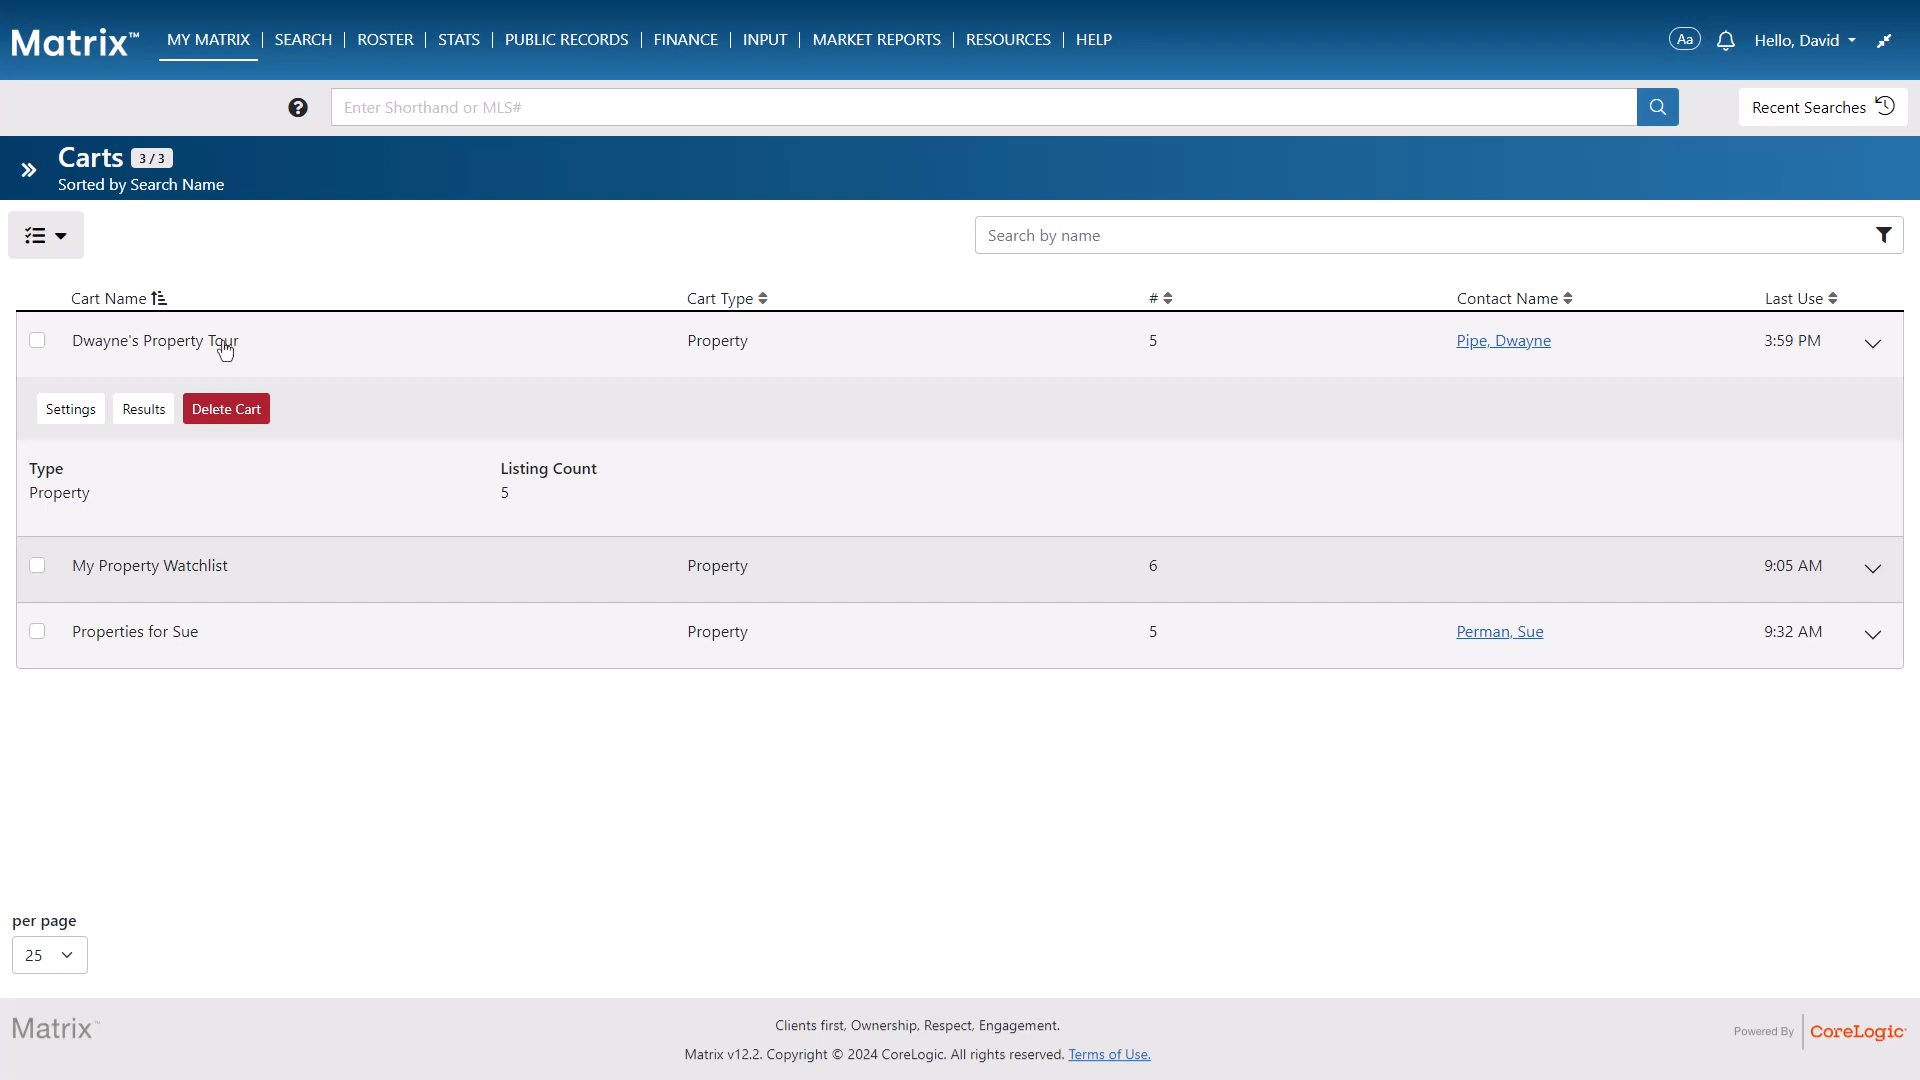 Matrix™ MY MATRIX | SEARCH | ROSTER | STATS | PUBLIC RECORDS | FINANCE | INPUT | MARKET REPORTS | RESOURCES | HELP Aa Hello, David
? Enter Shorthand or MLS# Recent Searches
Carts 3 / 3
Sorted by Search Name
Search by name
Cart Name Cart Type # Contact Name Last Use
Dwayne's Property Tour Property 5 Pipe, Dwayne 3:59 PM
Settings Results Delete Cart
Type Listing Count
Property 5
My Property Watchlist Property 6 9:05 AM
Properties for Sue Property 5 Perman, Sue 9:32 AM
per page
25
Matrix™ Clients first, Ownership, Respect, Engagement. Powered By CoreLogic
Matrix v12.2. Copyright © 2024 CoreLogic. All rights reserved. Terms of Use.